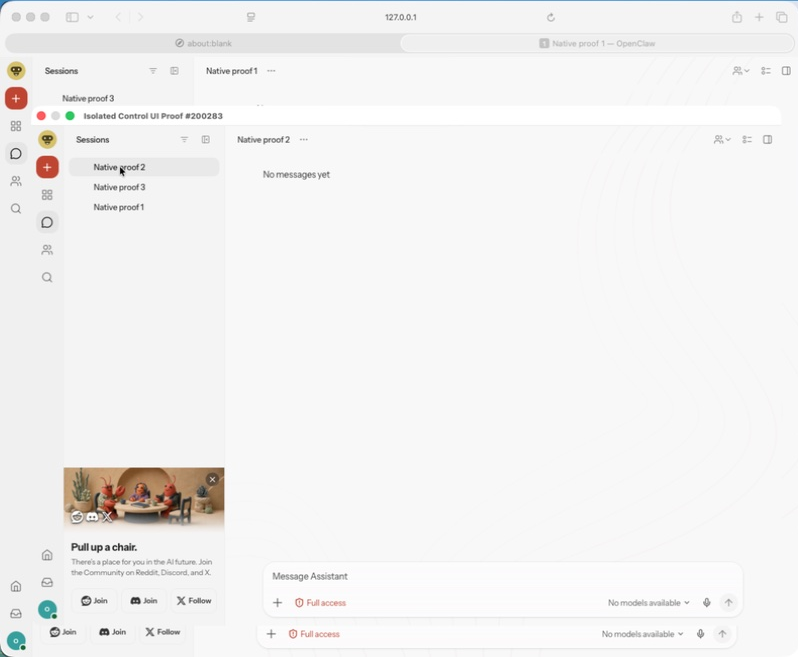 127.0.0.1
about:blank
1 Native proof 1 — OpenClaw
Sessions
Native proof 1 ···
Native proof 3
Isolated Control UI Proof #200283
Sessions
Native proof 2 ···
Native proof 2
Native proof 3
Native proof 1
No messages yet
Pull up a chair.
There's a place for you in the AI future. Join
the Community on Reddit, Discord, and X.
Join
Join
Follow
Message Assistant
Full access
No models available
Join
Join
Follow
Full access
No models available